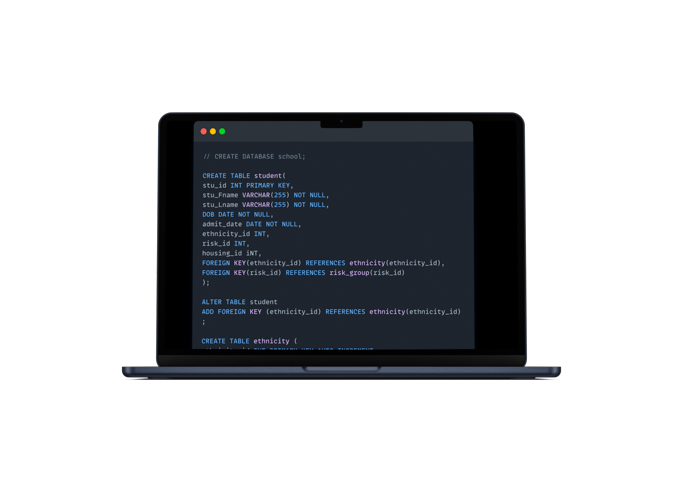 // CREATE DATABASE school;
CREATE TABLE student(
stu_id INT PRIMARY KEY,
stu_Fname VARCHAR(255) NOT NULL,
stu_Lname VARCHAR(255) NOT NULL,
DOB DATE NOT NULL,
admit_date DATE NOT NULL,
ethnicity_id INT,
risk_id INT,
housing_id iNT,
FOREIGN KEY(ethnicity_id) REFERENCES ethnicity(ethnicity_id),
FOREIGN KEY(risk_id) REFERENCES risk_group(risk_id)
);
ALTER TABLE student
ADD FOREIGN KEY (ethnicity_id) REFERENCES ethnicity(ethnicity_id)
;
CREATE TABLE ethnicity (